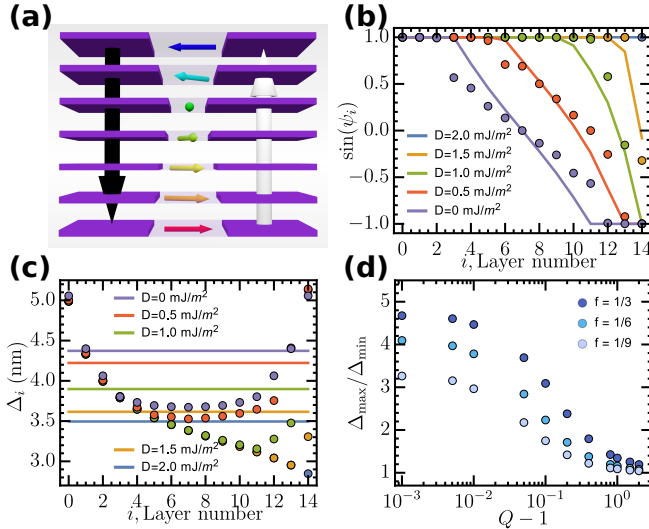 (a)
(b)
1.0
0.5
0.0
−0.5
−1.0
sin(ψi)
D=2.0 mJ/m²
D=1.5 mJ/m²
D=1.0 mJ/m²
D=0.5 mJ/m²
D=0 mJ/m²
0 2 4 6 8 10 12 14
i, Layer number
(c)
5.0
4.5
4.0
3.5
3.0
Δi (nm)
D=0 mJ/m²
D=0.5 mJ/m²
D=1.0 mJ/m²
D=1.5 mJ/m²
D=2.0 mJ/m²
0 2 4 6 8 10 12 14
i, Layer number
(d)
5
4
3
2
1
Δmax/Δmin
f = 1/3
f = 1/6
f = 1/9
10⁻³ 10⁻² 10⁻¹ 10⁰
Q − 1